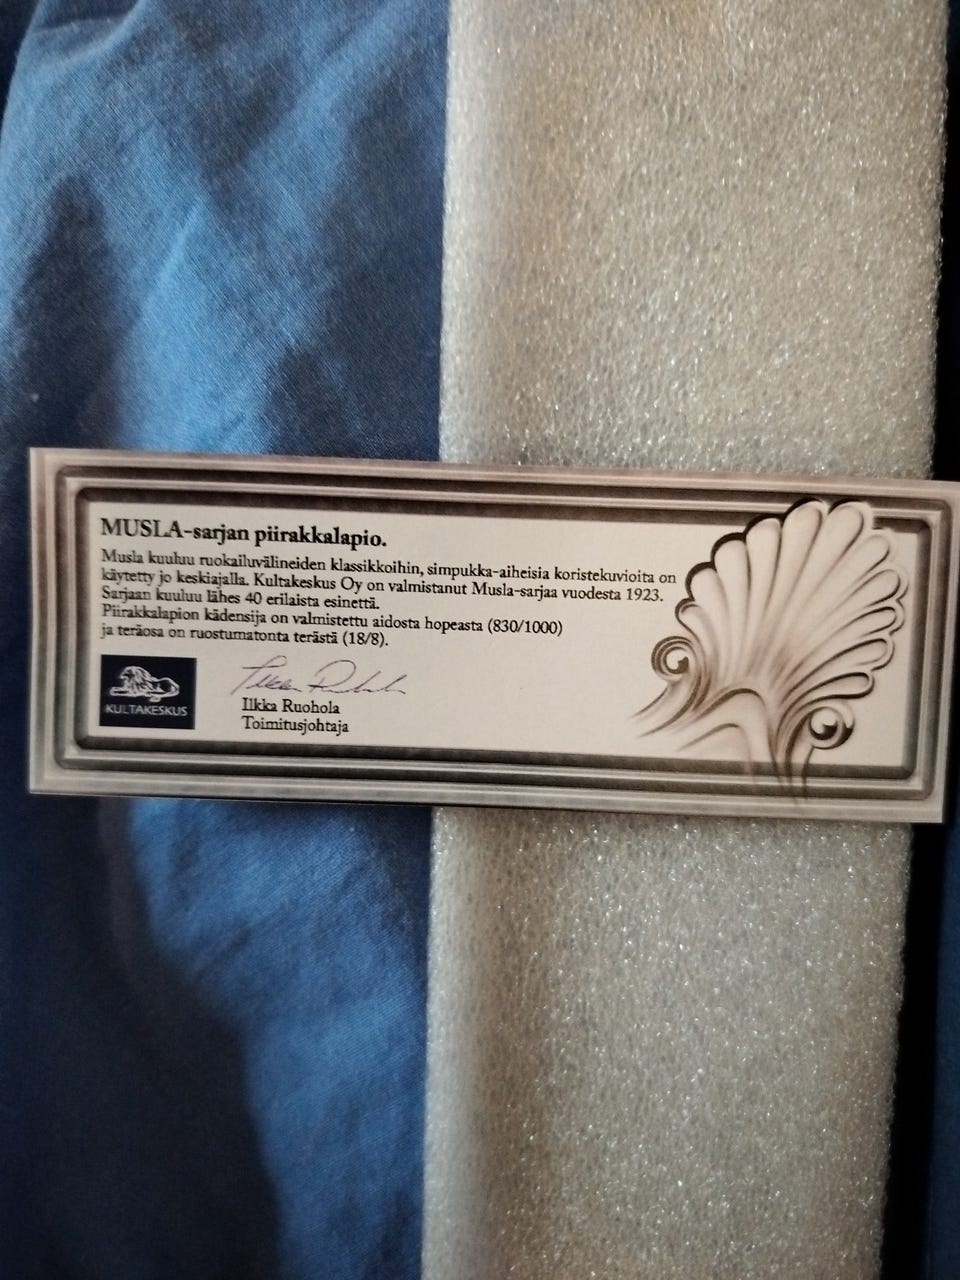 MUSLA-sarjan piirakkalapio.
Musla kuuluu ruokailuvälineiden klassikkoihin, simpukka-aiheisia koristekuvioita on
käytetty jo keskiajalla. Kultakeskus Oy on valmistanut Musla-sarjaa vuodesta 1923.
Sarjaan kuuluu lähes 40 erilaista esinettä.
Piirakkalapion kädensija on valmistettu aidosta hopeasta (830/1000)
ja teräosa on ruostumatonta terästä (18/8).
KULTAKESKUS
Ilkka Ruohola
Toimitusjohtaja